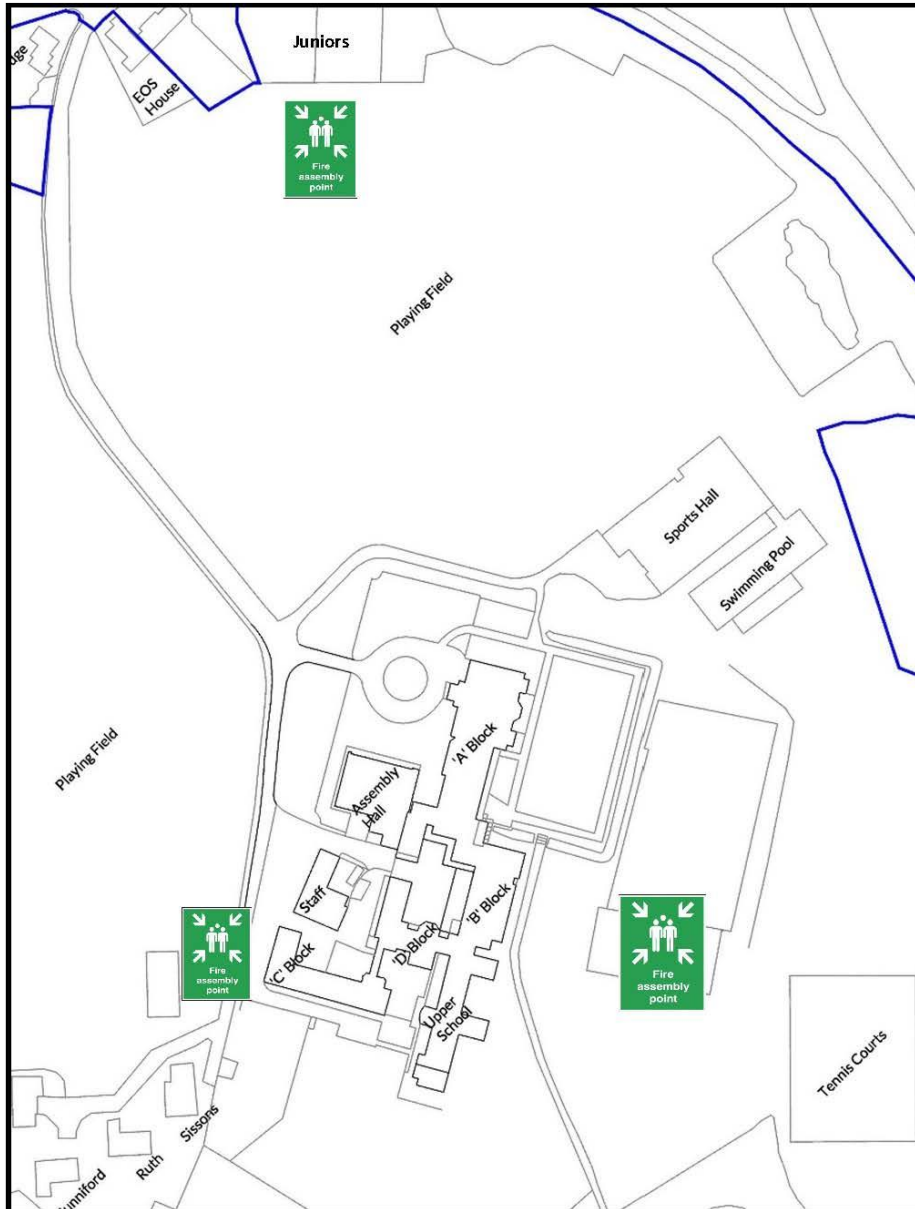 Juniors
EOS
House
Fire
assembly
point
Playing Field
Sports Hall
Swimming Pool
'A' Block
Playing Field
Assembly
Hall
Staff
'B' Block
'D' Block
'C' Block
Fire
assembly
point
Fire
assembly
point
Upper
School
Tennis Courts
Sissons
Ruth